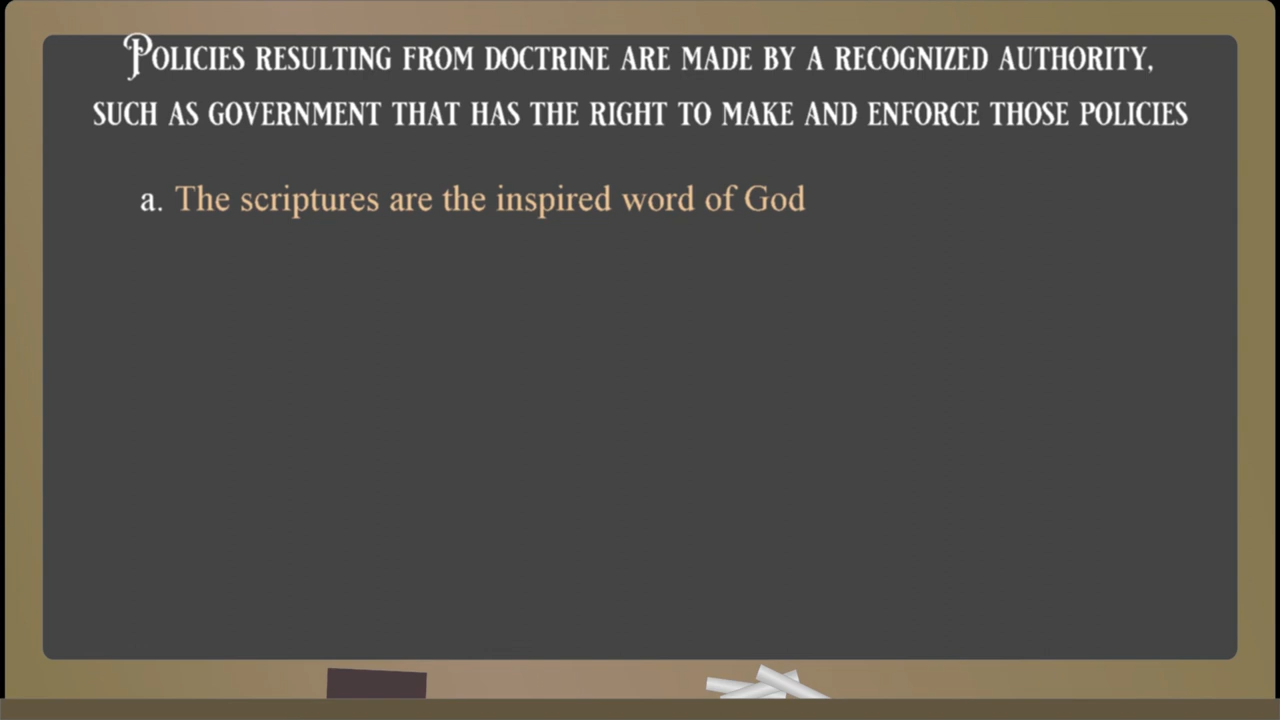 Policies resulting from doctrine are made by a recognized authority,
such as government that has the right to make and enforce those policies
a. The scriptures are the inspired word of God